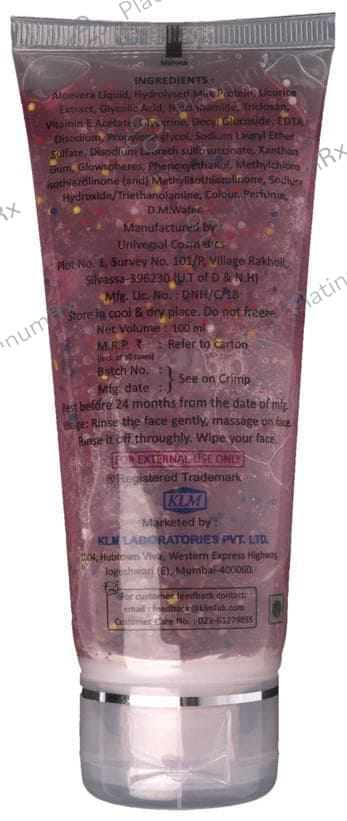 Mohika
INGREDIENTS :
Aloevera Liquid, Hydrolysed Milk Protein, Licorice
Extract, Glycolic Acid, Niacinamide, Triclosan,
Vitamin E Acetate, Glycerine, Decyl Glucoside, EDTA
Disodium, Propylene glycol, Sodium Lauryl Ether
Sulfate, Disodium Laureth sulfosuccinate, Xanthan
Gum, Glowspheres, Phenoxyethanol, Methylchloro
isothiazolinone (and) Methylisothiazolinone, Sodium
Hydroxide/Triethanolamine, Colour, Perfume,
D.M.Water.
Manufactured by:
Universal Cosmetics
Plot No. 1, Survey No. 101/P, Village Rakholi,
Silvassa-396230 (U.T of D & N.H)
Mfg. Lic. No. : DNH/C/18
Store in cool & dry place. Do not freeze.
Net Volume : 100 ml
M.R.P. ₹ : Refer to carton
(incl. of all taxes)
Batch No. :
Mfg. date : } See on Crimp
Best before 24 months from the date of mfg.
Usage: Rinse the face gently, massage on face.
Rinse it off throughly. Wipe your face.
FOR EXTERNAL USE ONLY
® Registered Trademark
KLM
Marketed by :
KLM LABORATORIES PVT. LTD.
1004, Hubtown Viva, Western Express Highway,
Jogeshwari (E), Mumbai-400060.
For customer feedback contact:
email : feedback@klmlab.com
Customer Care No. : 022-61279855
PlatinumRx